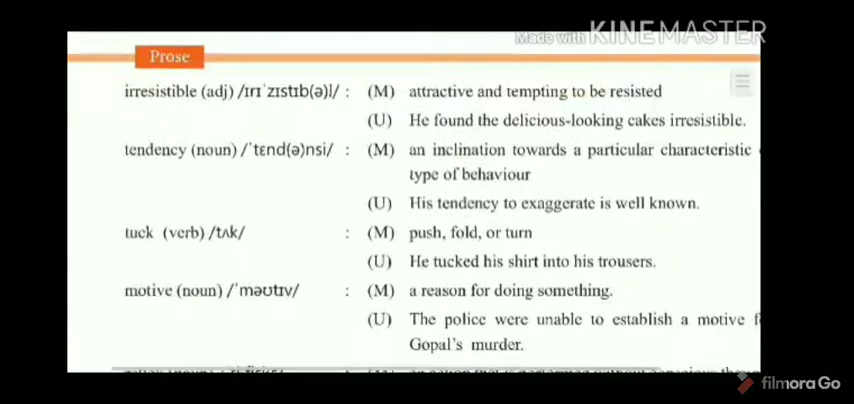 Made with KINEMASTER
Prose
irresistible (adj) /ɪrɪˈzɪstɪb(ə)l/ : (M) attractive and tempting to be resisted
(U) He found the delicious-looking cakes irresistible.
tendency (noun) /ˈtɛnd(ə)nsi/ : (M) an inclination towards a particular characteristic
type of behaviour
(U) His tendency to exaggerate is well known.
tuck (verb) /tʌk/ : (M) push, fold, or turn
(U) He tucked his shirt into his trousers.
motive (noun) /ˈməʊtɪv/ : (M) a reason for doing something.
(U) The police were unable to establish a motive
Gopal's murder.
filmora Go